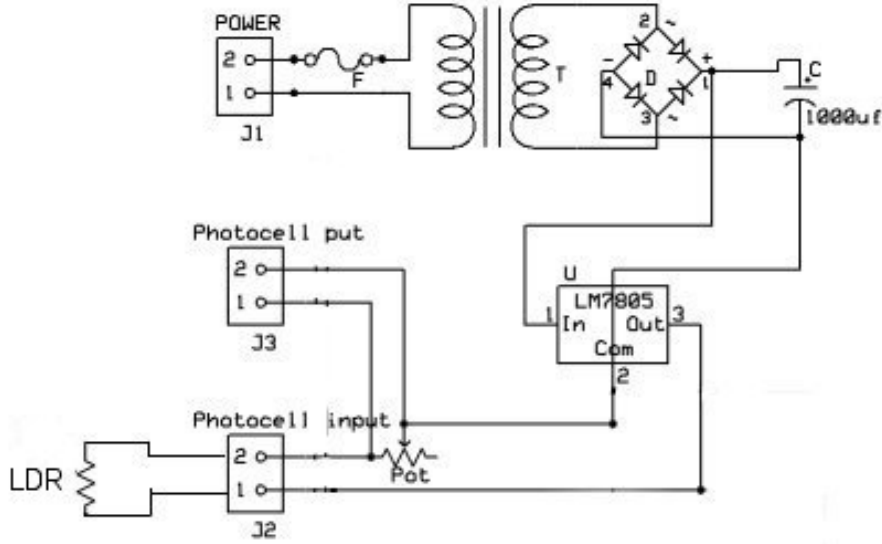 POWER
2
1
J1
F
T
2 ~
-
4
D
+
1
3 ~
C
+
1000uf
Photocell put
2
1
J3
U
LM7805
1 In Out 3
Com
2
Photocell input
2
1
J2
Pot
LDR